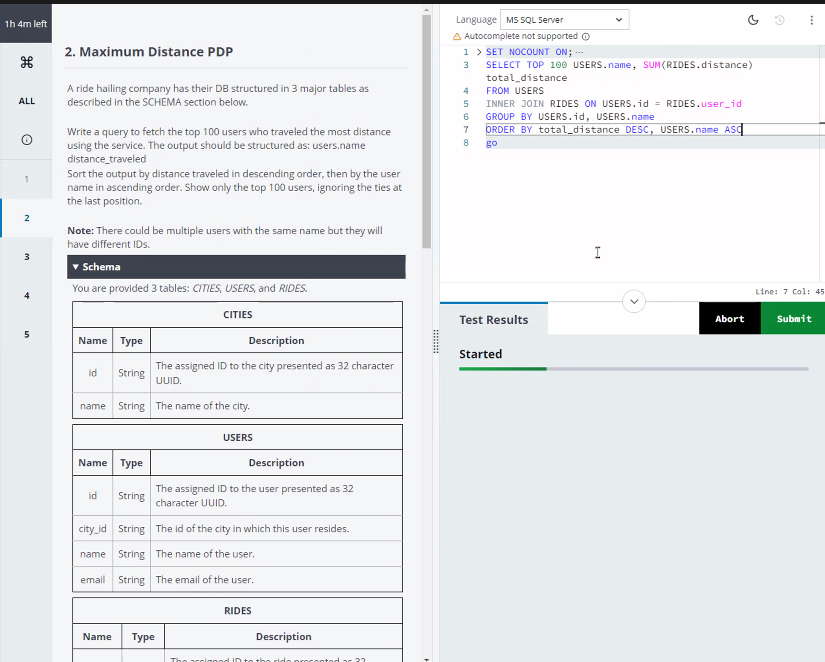 1h 4m left
ALL
1
2
3
4
5
2. Maximum Distance PDP
A ride hailing company has their DB structured in 3 major tables as
described in the SCHEMA section below.
Write a query to fetch the top 100 users who traveled the most distance
using the service. The output should be structured as: users.name
distance_traveled
Sort the output by distance traveled in descending order, then by the user
name in ascending order. Show only the top 100 users, ignoring the ties at
the last position.
Note: There could be multiple users with the same name but they will
have different IDs.
▼ Schema
You are provided 3 tables: CITIES, USERS, and RIDES.
CITIES
Name Type Description
id String The assigned ID to the city presented as 32 character
UUID.
name String The name of the city.
USERS
Name Type Description
id String The assigned ID to the user presented as 32
character UUID.
city_id String The id of the city in which this user resides.
name String The name of the user.
email String The email of the user.
RIDES
Name Type Description
The assigned ID to the ride presented as 32
Language MS SQL Server
Autocomplete not supported
1 SET NOCOUNT ON;…
3 SELECT TOP 100 USERS.name, SUM(RIDES.distance)
total_distance
4 FROM USERS
5 INNER JOIN RIDES ON USERS.id = RIDES.user_id
6 GROUP BY USERS.id, USERS.name
7 ORDER BY total_distance DESC, USERS.name ASC
8 go
Line: 7 Col: 45
Test Results
Abort
Submit
Started